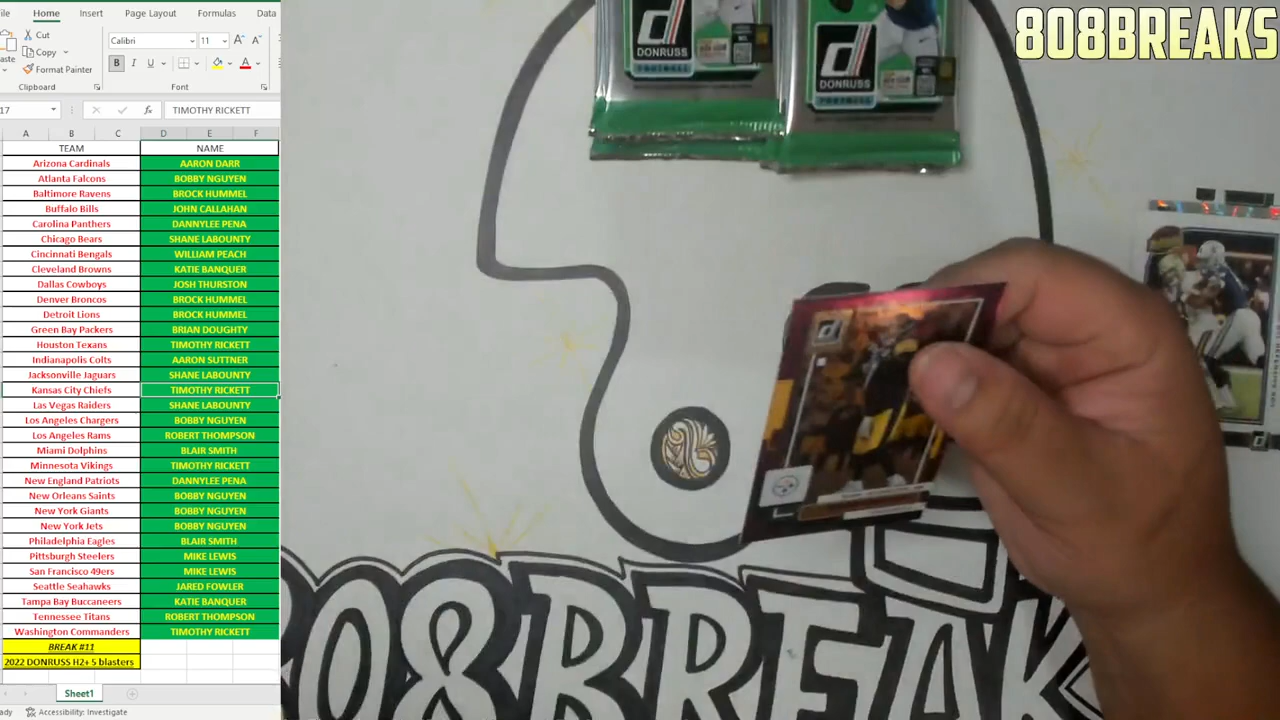 808BREAKS
ile Home Insert Page Layout Formulas Data
Cut
Copy
Format Painter
Clipboard
Calibri 11
B I U
Font
17 TIMOTHY RICKETT
A B C D E F
TEAM NAME
Arizona Cardinals AARON DARR
Atlanta Falcons BOBBY NGUYEN
Baltimore Ravens BROCK HUMMEL
Buffalo Bills JOHN CALLAHAN
Carolina Panthers DANNYLEE PENA
Chicago Bears SHANE LABOUNTY
Cincinnati Bengals WILLIAM PEACH
Cleveland Browns KATIE BANQUER
Dallas Cowboys JOSH THURSTON
Denver Broncos BROCK HUMMEL
Detroit Lions BROCK HUMMEL
Green Bay Packers BRIAN DOUGHTY
Houston Texans TIMOTHY RICKETT
Indianapolis Colts AARON SUTTNER
Jacksonville Jaguars SHANE LABOUNTY
Kansas City Chiefs TIMOTHY RICKETT
Las Vegas Raiders SHANE LABOUNTY
Los Angeles Chargers BOBBY NGUYEN
Los Angeles Rams ROBERT THOMPSON
Miami Dolphins BLAIR SMITH
Minnesota Vikings TIMOTHY RICKETT
New England Patriots DANNYLEE PENA
New Orleans Saints BOBBY NGUYEN
New York Giants BOBBY NGUYEN
New York Jets BOBBY NGUYEN
Philadelphia Eagles BLAIR SMITH
Pittsburgh Steelers MIKE LEWIS
San Francisco 49ers MIKE LEWIS
Seattle Seahawks JARED FOWLER
Tampa Bay Buccaneers KATIE BANQUER
Tennessee Titans ROBERT THOMPSON
Washington Commanders TIMOTHY RICKETT
BREAK #11
2022 DONRUSS H2+ 5 blasters
Sheet1
ady Accessibility: Investigate
DONRUSS
FOOTBALL
DONRUSS
FOOTBALL
808BREAK